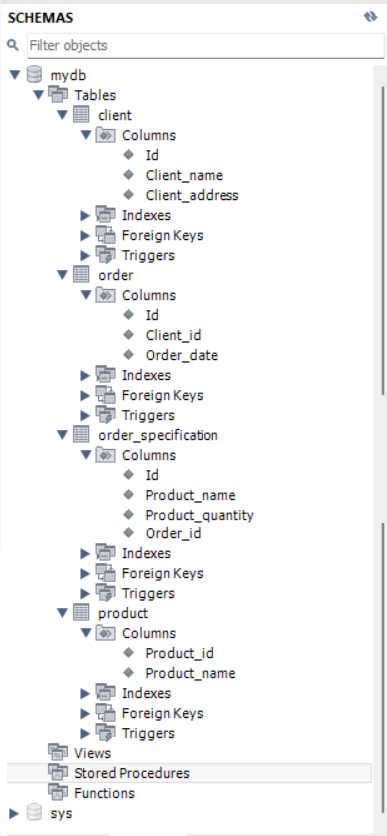 SCHEMAS
Filter objects
mydb
Tables
client
Columns
Id
Client_name
Client_address
Indexes
Foreign Keys
Triggers
order
Columns
Id
Client_id
Order_date
Indexes
Foreign Keys
Triggers
order_specification
Columns
Id
Product_name
Product_quantity
Order_id
Indexes
Foreign Keys
Triggers
product
Columns
Product_id
Product_name
Indexes
Foreign Keys
Triggers
Views
Stored Procedures
Functions
sys